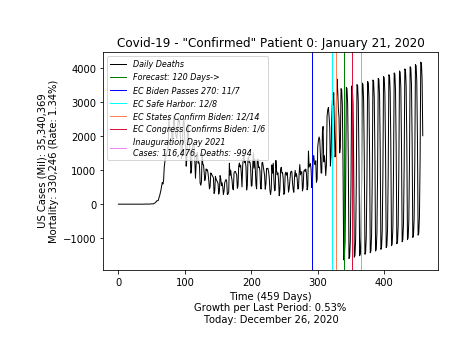 Covid-19 - "Confirmed" Patient 0: January 21, 2020
Daily Deaths
Forecast: 120 Days->
EC Biden Passes 270: 11/7
EC Safe Harbor: 12/8
EC States Confirm Biden: 12/14
EC Congress Confirms Biden: 1/6
Inauguration Day 2021
Cases: 116,476, Deaths: -994
4000
3000
2000
1000
0
−1000
US Cases (Mil): 35,340,369
Mortality: 330,246 (Rate: 1.34%)
0
100
200
300
400
Time (459 Days)
Growth per Last Period: 0.53%
Today: December 26, 2020